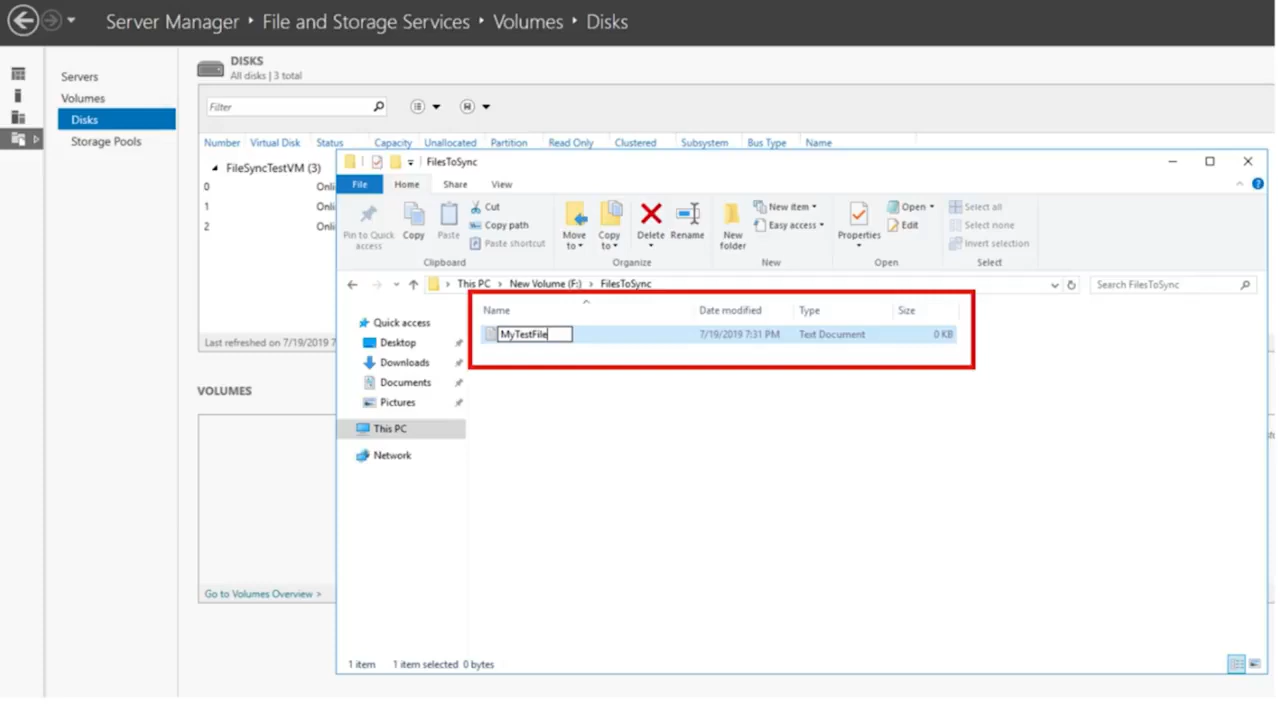 Server Manager ‣ File and Storage Services ‣ Volumes ‣ Disks
Servers
Volumes
Disks
Storage Pools
DISKS
All disks | 3 total
Filter
Number Virtual Disk Status Capacity Unallocated Partition Read Only Clustered Subsystem Bus Type Name
FileSyncTestVM (3)
0 Onli
1 Onli
2 Onli
Last refreshed on 7/19/2019 7
VOLUMES
Go to Volumes Overview >
FilesToSync
File Home Share View
Pin to Quick access
Copy
Paste
Cut
Copy path
Paste shortcut
Clipboard
Move to
Copy to
Delete
Rename
Organize
New folder
New item
Easy access
New
Properties
Open
Edit
Open
Select all
Select none
Invert selection
Select
This PC > New Volume (F:) > FilesToSync
Search FilesToSync
Quick access
Desktop
Downloads
Documents
Pictures
This PC
Network
Name Date modified Type Size
MyTestFile 7/19/2019 7:31 PM Text Document 0 KB
1 item 1 item selected 0 bytes